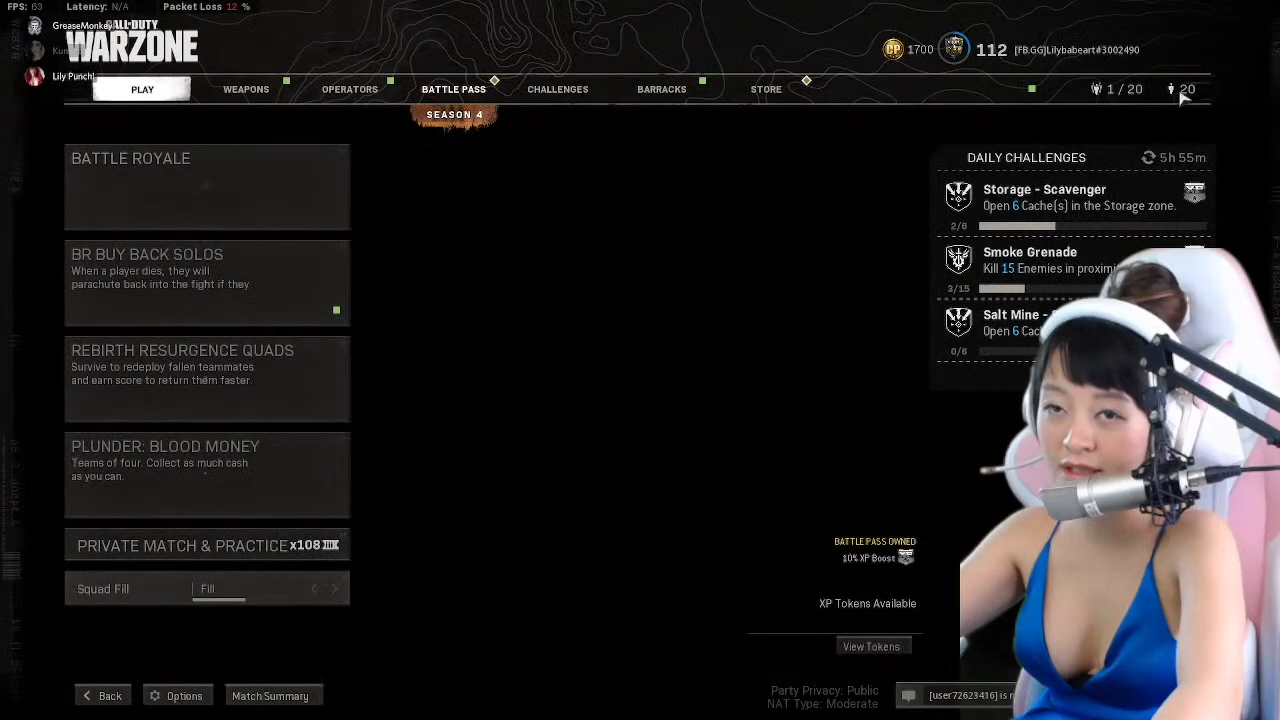 FPS: 63 Latency: N/A Packet Loss 12 %
GreaseMonkey
Lily Punch!
CALL OF DUTY
WARZONE
1700 112 [FB.GG]Lilybabeart#3002490
PLAY WEAPONS OPERATORS BATTLE PASS CHALLENGES BARRACKS STORE 1 / 20 20
SEASON 4
BATTLE ROYALE
BR BUY BACK SOLOS
When a player dies, they will
parachute back into the fight if they
REBIRTH RESURGENCE QUADS
Survive to redeploy fallen teammates
and earn score to return them faster.
PLUNDER: BLOOD MONEY
Teams of four. Collect as much cash
as you can.
PRIVATE MATCH & PRACTICE x108
Squad Fill Fill
Back Options Match Summary
DAILY CHALLENGES 5h 55m
Storage - Scavenger
Open 6 Cache(s) in the Storage zone.
2/6
Smoke Grenade
Kill 15 Enemies in proximi
3/15
Salt Mine -
Open 6 Cac
0/6
BATTLE PASS OWNED
10% XP Boost
XP Tokens Available
View Tokens
Party Privacy: Public
NAT Type: Moderate
[user72623416] is n